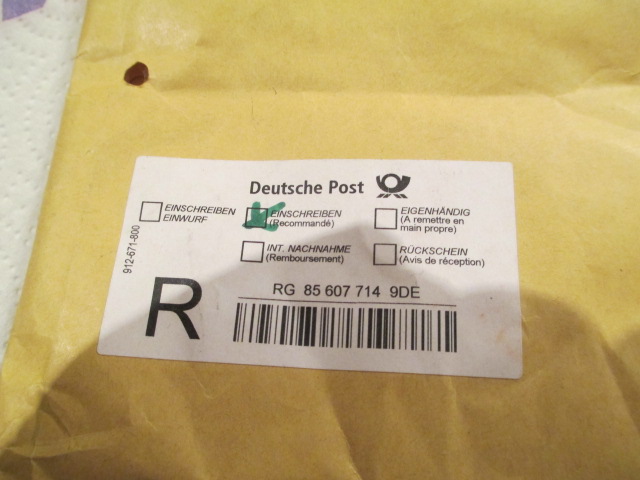 Deutsche Post
EINSCHREIBEN
EINWURF
EINSCHREIBEN
(Recommandé)
EIGENHÄNDIG
(A remettre en
main propre)
INT. NACHNAHME
(Remboursement)
RÜCKSCHEIN
(Avis de réception)
912-671-800
R
RG 85 607 714 9DE